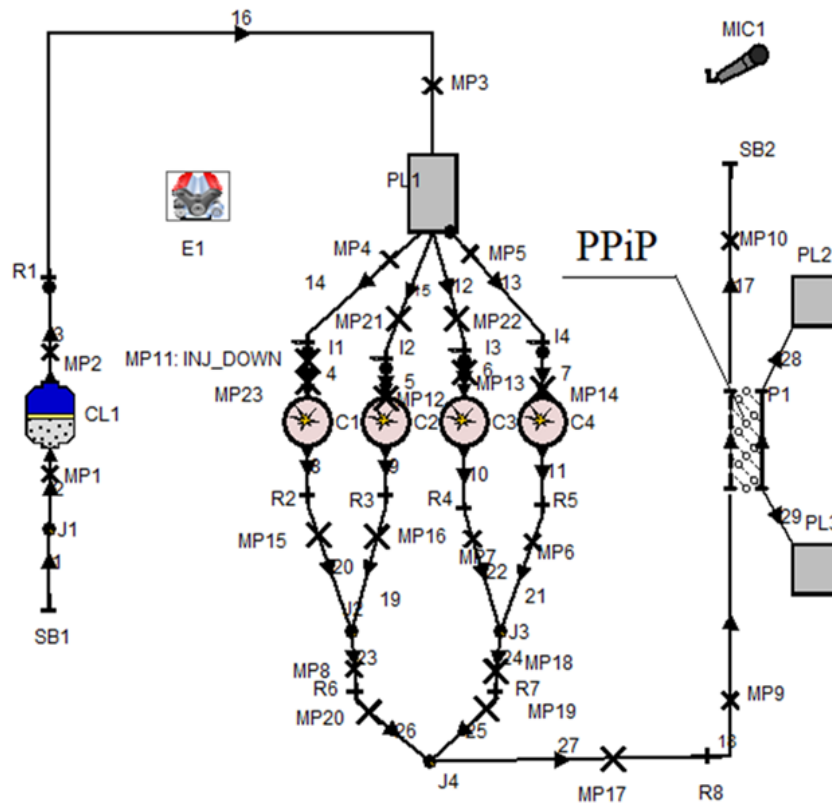 16
MIC1
MP3
SB2
PL1
E1
PPiP
MP10
PL2
MP4
MP5
R1
14
15
12
13
17
MP21
MP22
3
I1
I2
I3
I4
28
MP2
MP11: INJ_DOWN
4
5
6
7
MP23
MP12
MP13
MP14
P1
CL1
C1
C2
C3
C4
MP1
8
9
10
11
2
R2
R3
R4
R5
29
PL3
J1
MP15
MP16
MP7
MP6
1
20
19
22
21
SB1
J2
J3
23
24
MP8
MP18
R6
R7
MP20
MP19
MP9
26
25
27
18
J4
MP17
R8